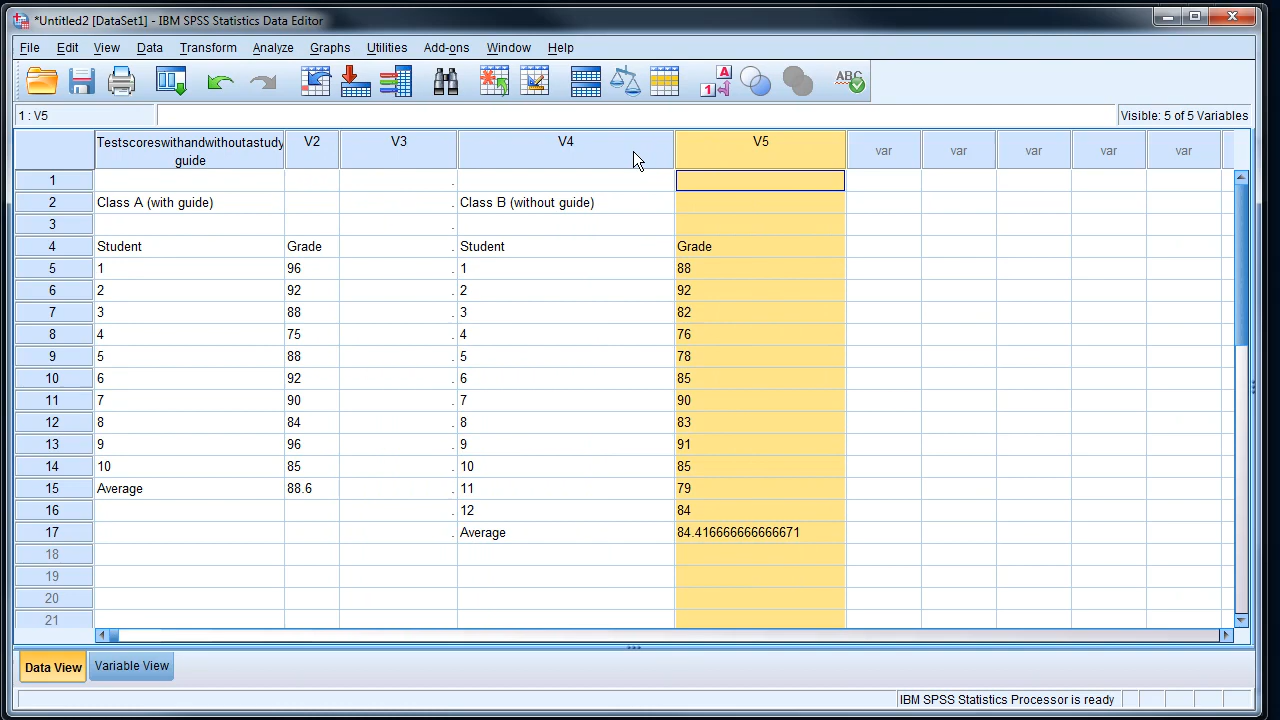 *Untitled2 [DataSet1] - IBM SPSS Statistics Data Editor
File Edit View Data Transform Analyze Graphs Utilities Add-ons Window Help
A 1 ABC
1 : V5 Visible: 5 of 5 Variables
Testscoreswithandwithoutastudy V2 V3 V4 V5
guide var var var var var
1 .
2 Class A (with guide) . Class B (without guide)
3 .
4 Student Grade . Student Grade
5 1 96 . 1 88
6 2 92 . 2 92
7 3 88 . 3 82
8 4 75 . 4 76
9 5 88 . 5 78
10 6 92 . 6 85
11 7 90 . 7 90
12 8 84 . 8 83
13 9 96 . 9 91
14 10 85 . 10 85
15 Average 88.6 . 11 79
16 . 12 84
17 . Average 84.416666666666671
18
19
20
21
Data View Variable View
IBM SPSS Statistics Processor is ready